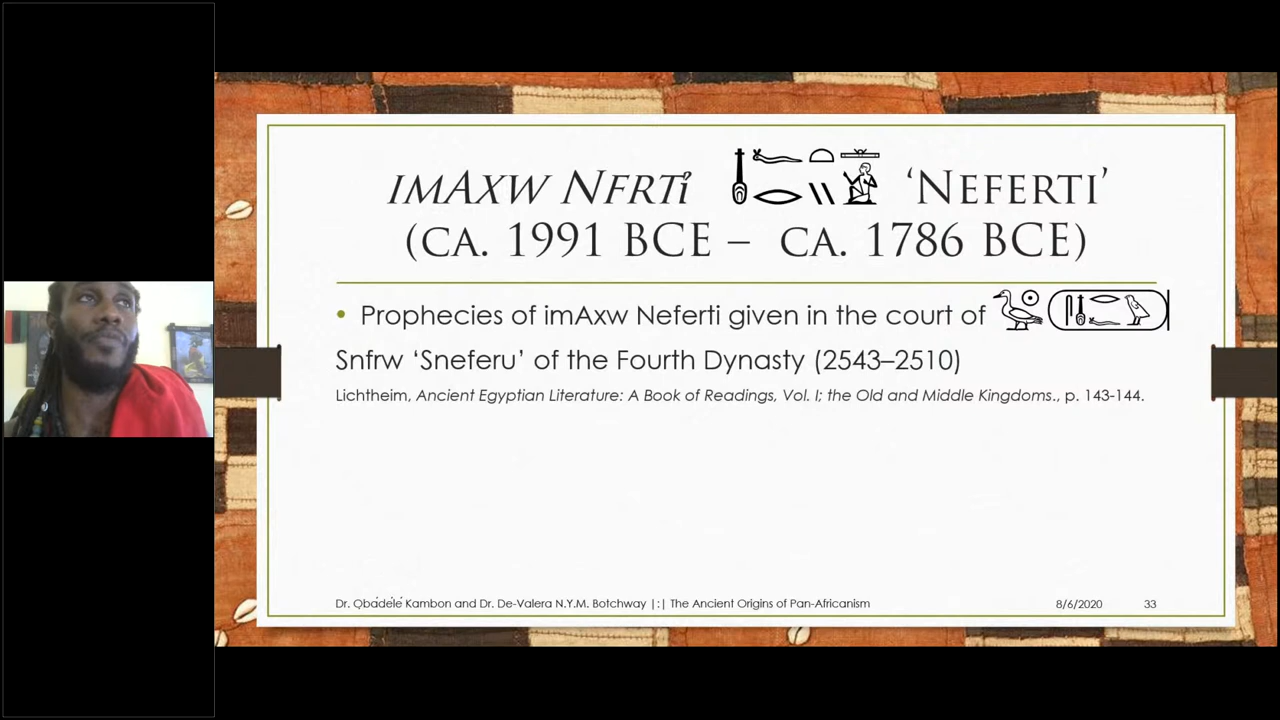 imAxw Nfrti 𓄤𓆑𓂋𓏏𓏭𓀁 ‘Neferti’
(ca. 1991 BCE – ca. 1786 BCE)
• Prophecies of imAxw Neferti given in the court of
Snfrw ‘Sneferu’ of the Fourth Dynasty (2543–2510)
Lichtheim, Ancient Egyptian Literature: A Book of Readings, Vol. I; the Old and Middle Kingdoms., p. 143-144.
Dr. Ọbádélé Kambon and Dr. De-Valera N.Y.M. Botchway |:| The Ancient Origins of Pan-Africanism 8/6/2020 33